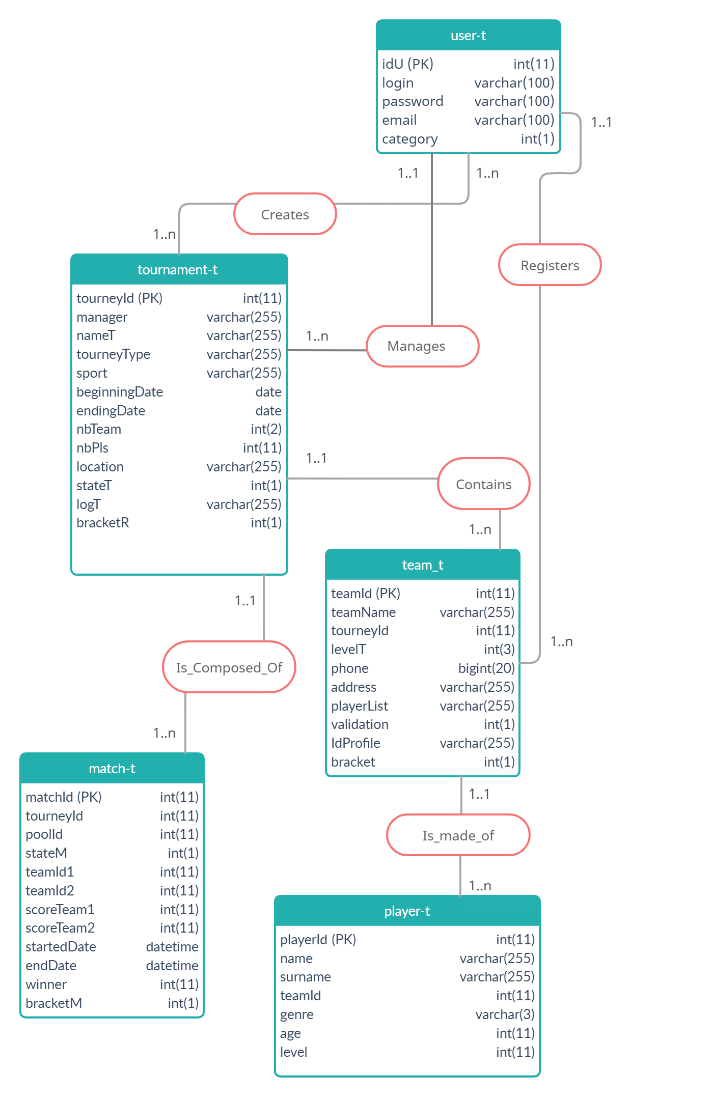 user-t
idU (PK) int(11)
login varchar(100)
password varchar(100)
email varchar(100)
category int(1)
1..1
1..1
1..n
Creates
1..n
Registers
tournament-t
tourneyId (PK) int(11)
manager varchar(255)
nameT varchar(255)
tourneyType varchar(255)
sport varchar(255)
beginningDate date
endingDate date
nbTeam int(2)
nbPls int(11)
location varchar(255)
stateT int(1)
logT varchar(255)
bracketR int(1)
1..n
Manages
1..1
Contains
1..n
team_t
teamId (PK) int(11)
teamName varchar(255)
tourneyId int(11)
levelT int(3)
phone bigint(20)
address varchar(255)
playerList varchar(255)
validation int(1)
IdProfile varchar(255)
bracket int(1)
1..n
1..1
Is_Composed_Of
1..n
match-t
matchId (PK) int(11)
tourneyId int(11)
poolId int(11)
stateM int(1)
teamId1 int(11)
teamId2 int(11)
scoreTeam1 int(11)
scoreTeam2 int(11)
startedDate datetime
endDate datetime
winner int(11)
bracketM int(1)
1..1
Is_made_of
1..n
player-t
playerId (PK) int(11)
name varchar(255)
surname varchar(255)
teamId int(11)
genre varchar(3)
age int(11)
level int(11)